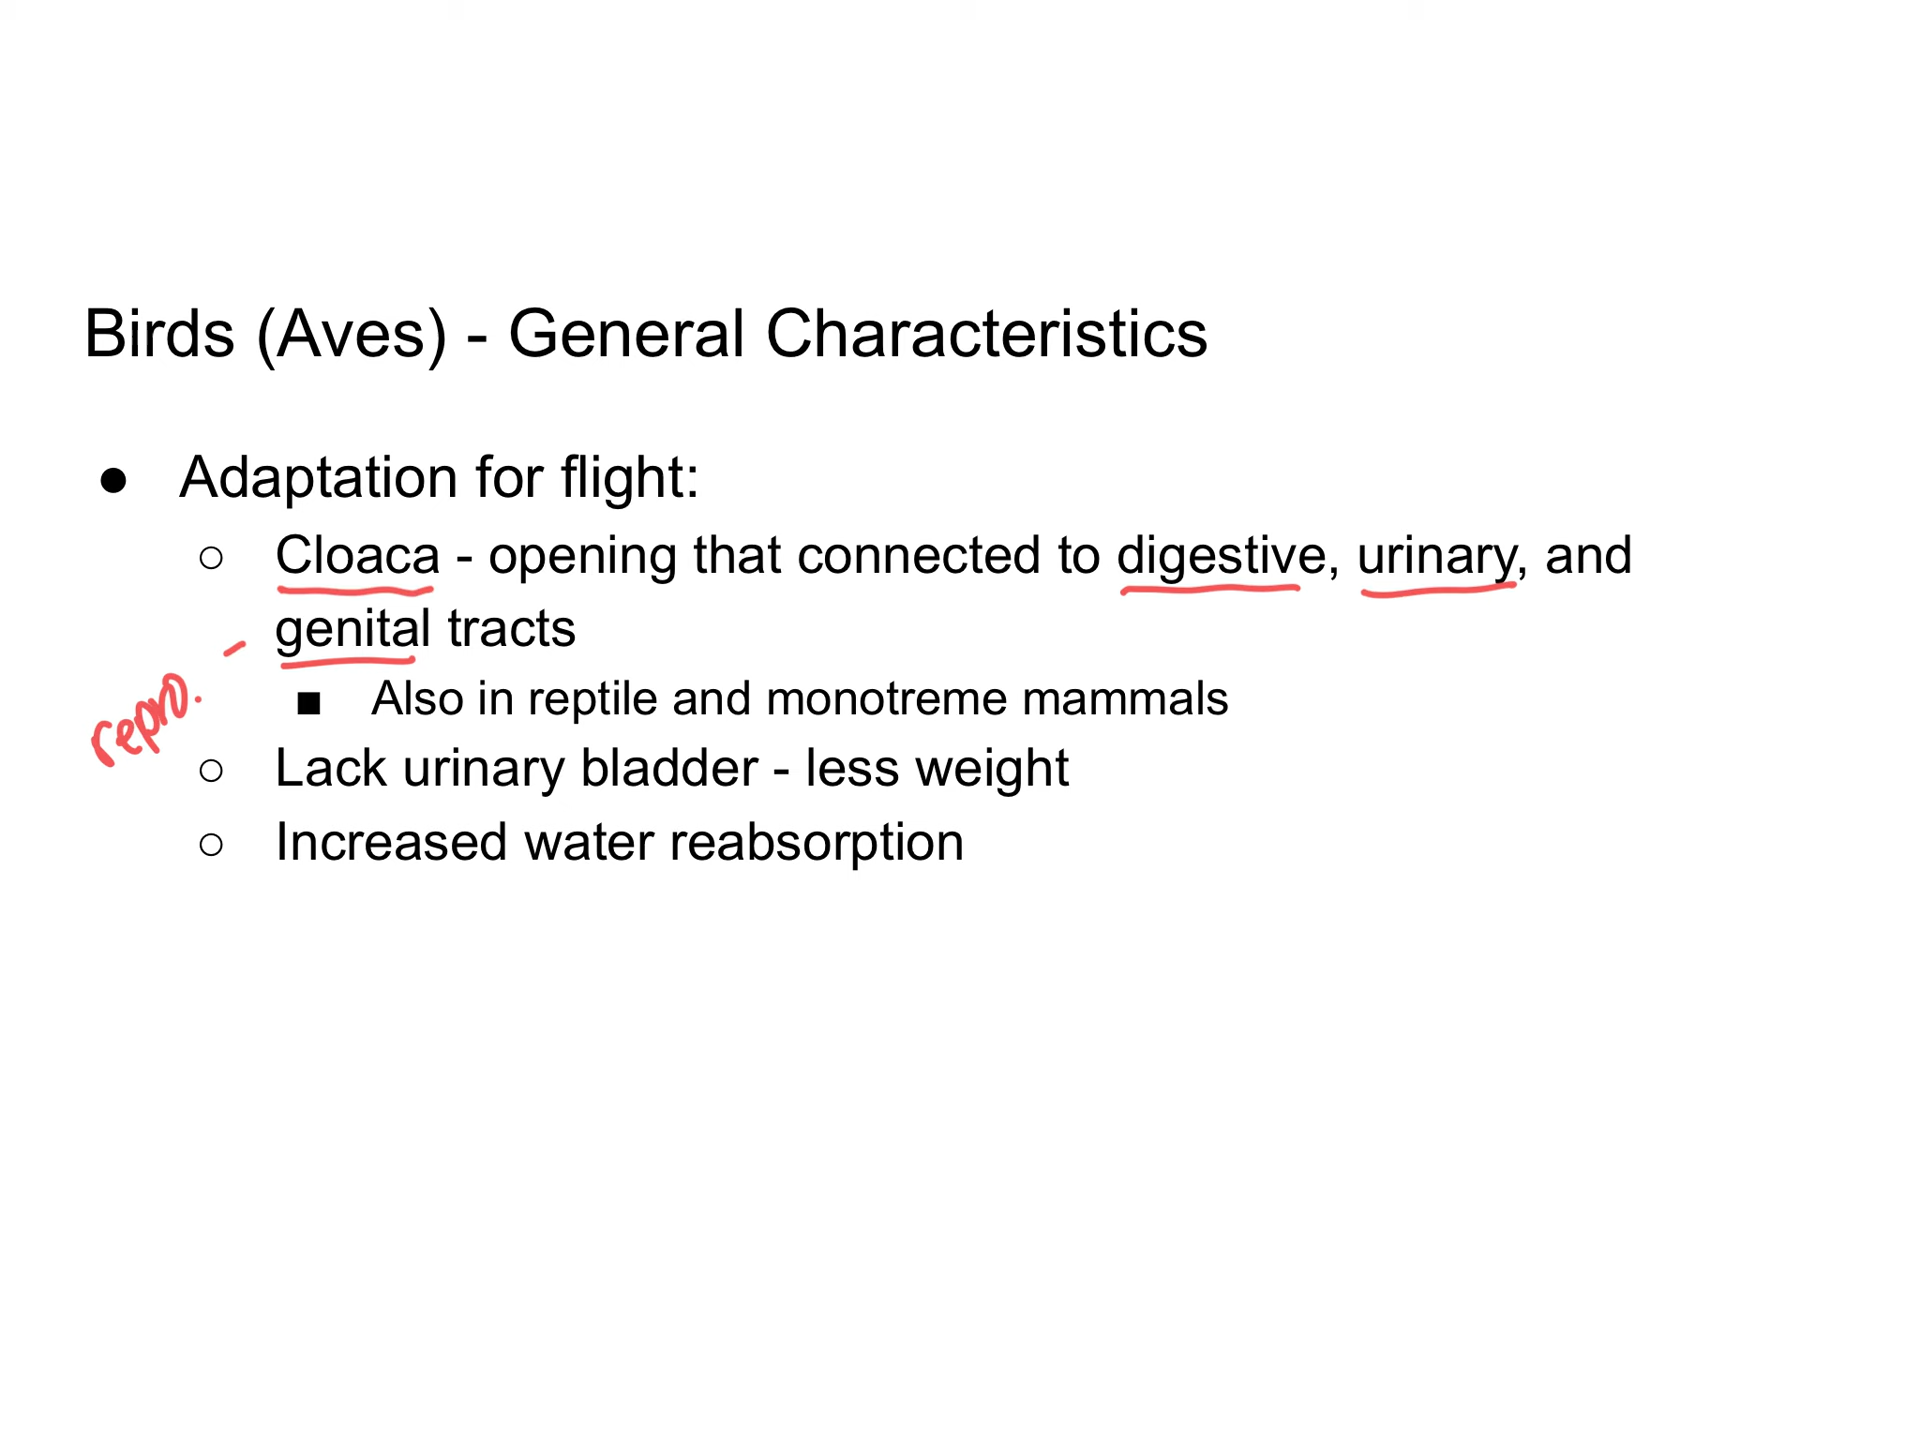 Birds (Aves) - General Characteristics
● Adaptation for flight:
○ Cloaca - opening that connected to digestive, urinary, and
genital tracts
repro. -
■ Also in reptile and monotreme mammals
○ Lack urinary bladder - less weight
○ Increased water reabsorption